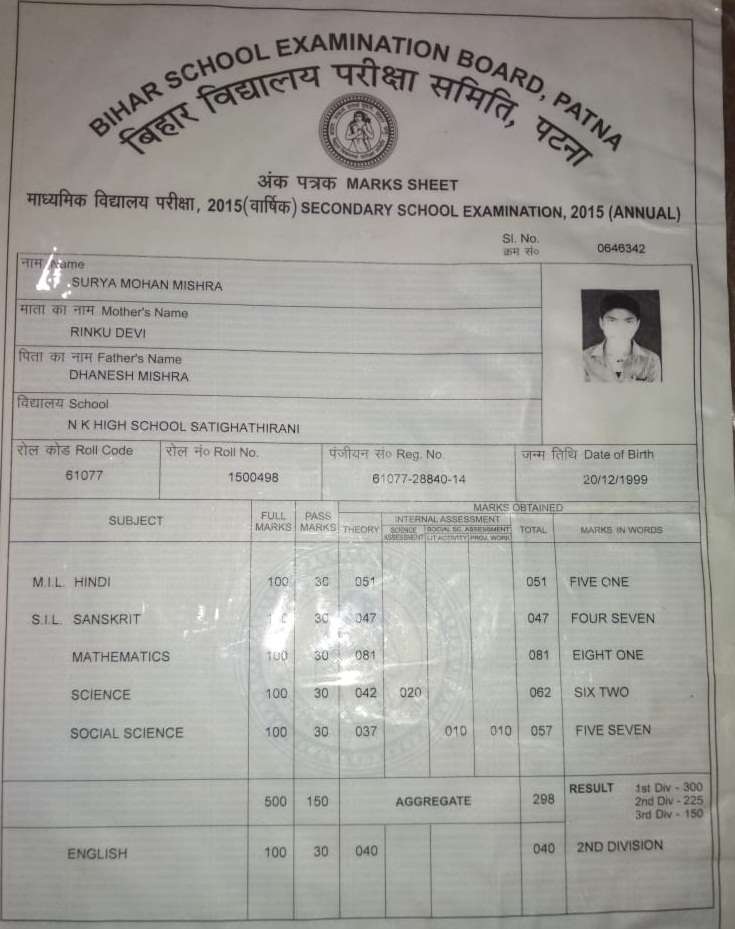 BIHAR SCHOOL EXAMINATION BOARD, PATNA
बिहार विद्यालय परीक्षा समिति, पटना
अंक पत्रक MARKS SHEET
माध्यमिक विद्यालय परीक्षा, 2015(वार्षिक) SECONDARY SCHOOL EXAMINATION, 2015 (ANNUAL)
Sl. No.
क्रम सं० 0646342
नाम Name
SURYA MOHAN MISHRA
माता का नाम Mother's Name
RINKU DEVI
पिता का नाम Father's Name
DHANESH MISHRA
विद्यालय School
N K HIGH SCHOOL SATIGHATHIRANI
रोल कोड Roll Code रोल नं० Roll No. पंजीयन सं० Reg. No. जन्म तिथि Date of Birth
61077 1500498 61077-28840-14 20/12/1999
SUBJECT FULL MARKS PASS MARKS MARKS OBTAINED
THEORY INTERNAL ASSESSMENT TOTAL MARKS IN WORDS
SCIENCE ASSESSMENT SOCIAL SC. ASSESSMENT
LIT ACTIVITY PROJ. WORK
M.I.L. HINDI 100 30 051 051 FIVE ONE
S.I.L. SANSKRIT 30 047 047 FOUR SEVEN
MATHEMATICS 100 30 081 081 EIGHT ONE
SCIENCE 100 30 042 020 062 SIX TWO
SOCIAL SCIENCE 100 30 037 010 010 057 FIVE SEVEN
500 150 AGGREGATE 298 RESULT 1st Div - 300
2nd Div - 225
3rd Div - 150
ENGLISH 100 30 040 040 2ND DIVISION